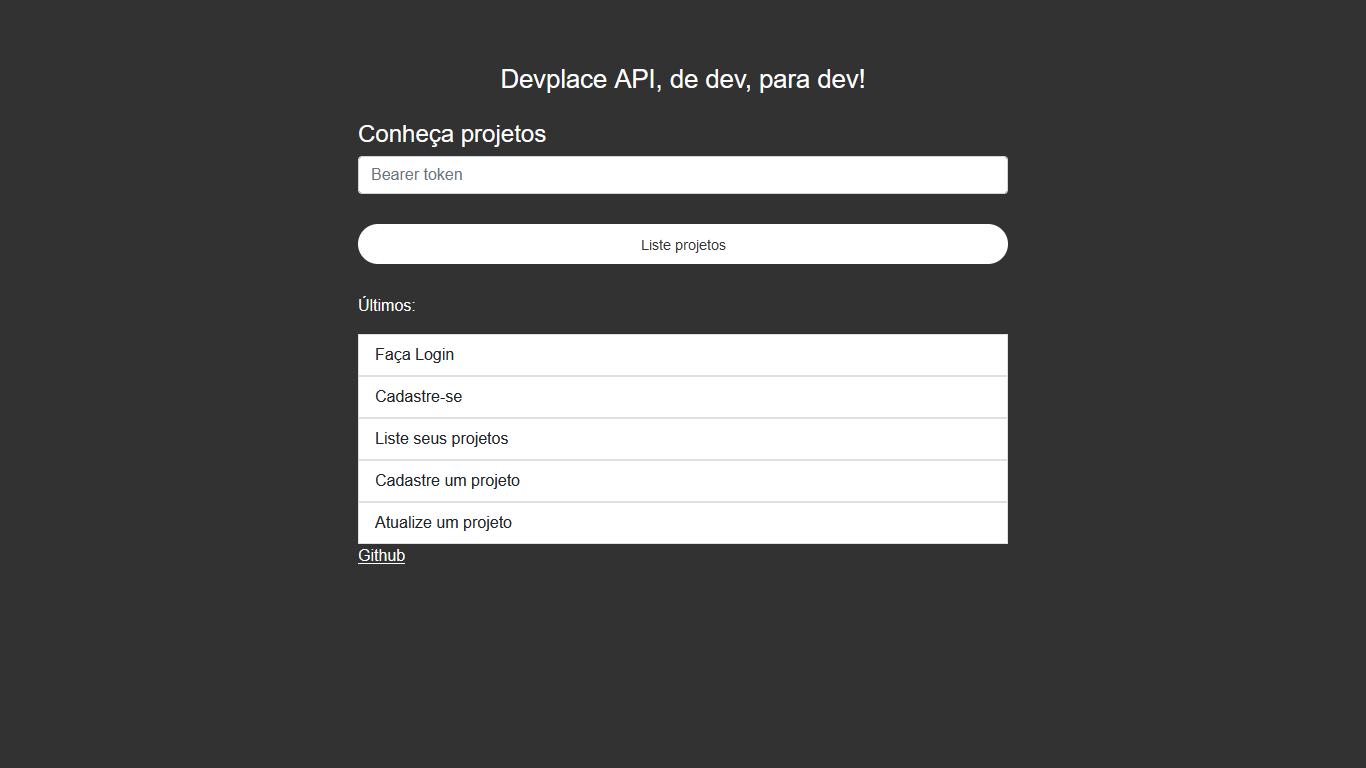 Devplace API, de dev, para dev!
Conheça projetos
Bearer token
Liste projetos
Últimos:
Faça Login
Cadastre-se
Liste seus projetos
Cadastre um projeto
Atualize um projeto
Github